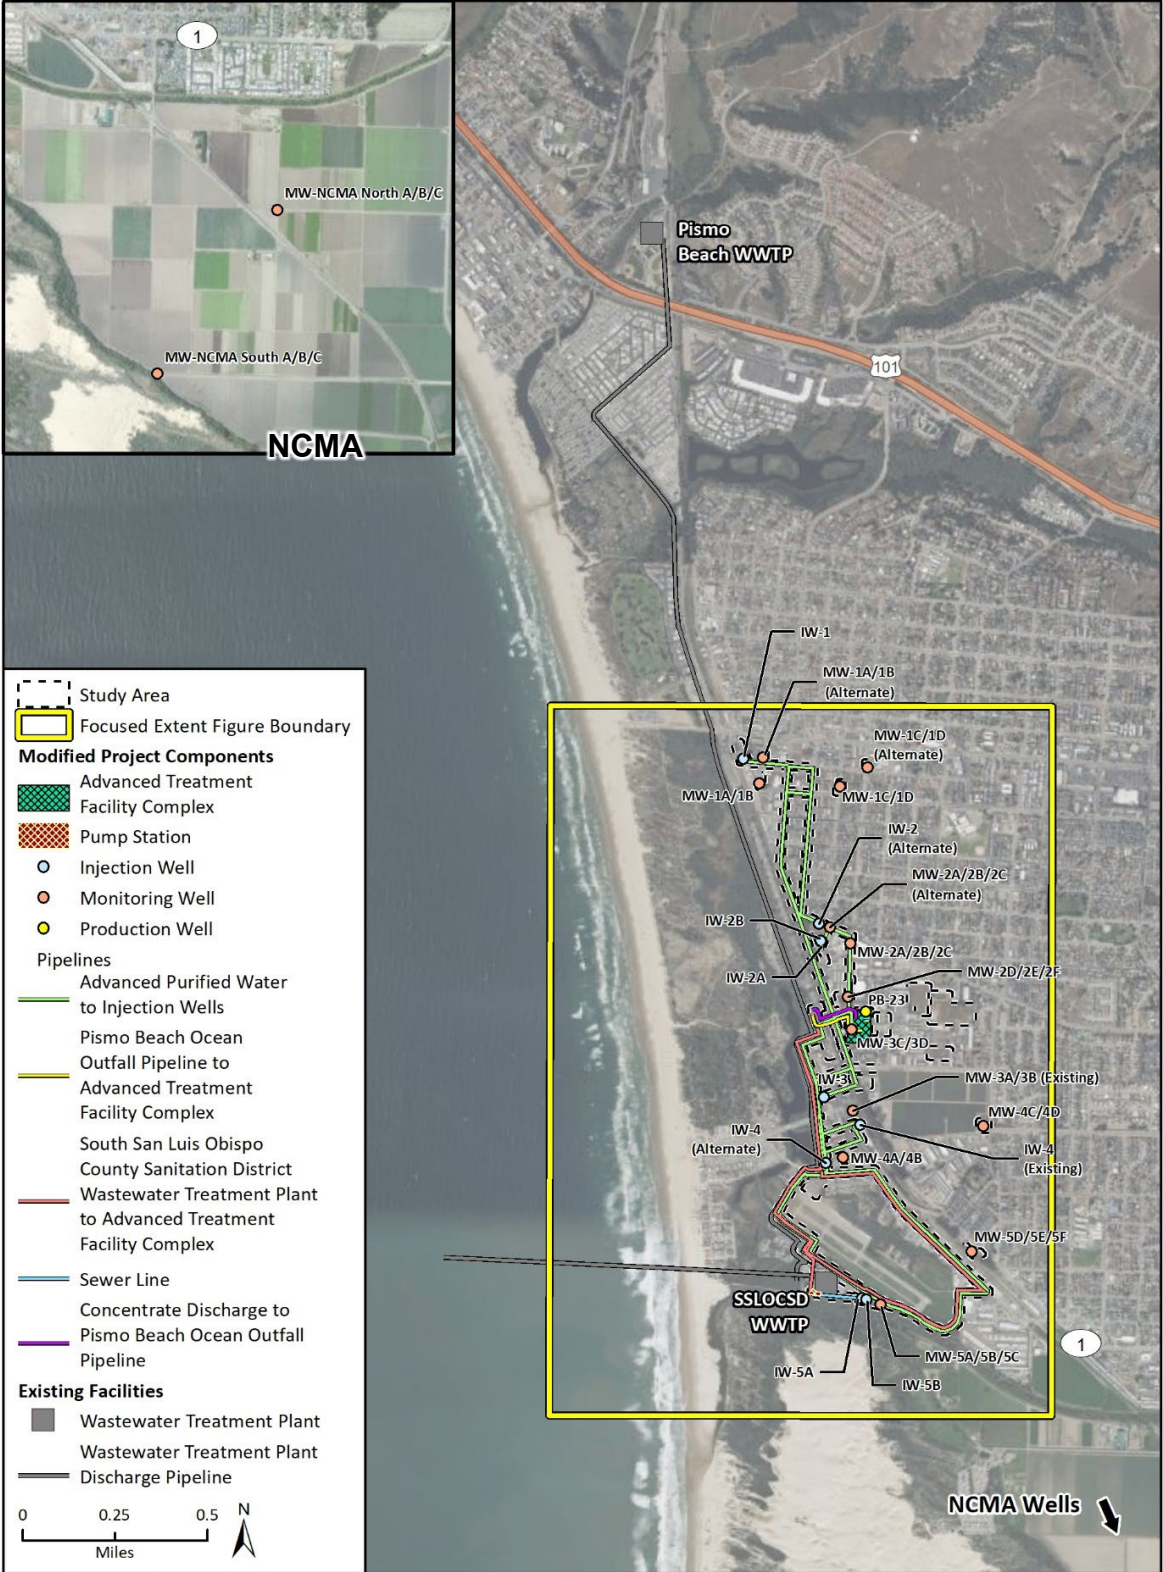 1
MW-NCMA North A/B/C
MW-NCMA South A/B/C
NCMA
Pismo
Beach WWTP
101
IW-1
MW-1A/1B
(Alternate)
MW-1C/1D
(Alternate)
MW-1A/1B
MW-1C/1D
IW-2
(Alternate)
MW-2A/2B/2C
(Alternate)
IW-2B
MW-2A/2B/2C
IW-2A
MW-2D/2E/2F
PB-23
MW-3C/3D
IW-3
MW-3A/3B (Existing)
MW-4C/4D
IW-4
(Alternate)
MW-4A/4B
IW-4
(Existing)
MW-5D/5E/5F
SSLOCSD
WWTP
MW-5A/5B/5C
IW-5A
IW-5B
1
NCMA Wells
Study Area
Focused Extent Figure Boundary
Modified Project Components
Advanced Treatment
Facility Complex
Pump Station
Injection Well
Monitoring Well
Production Well
Pipelines
Advanced Purified Water
to Injection Wells
Pismo Beach Ocean
Outfall Pipeline to
Advanced Treatment
Facility Complex
South San Luis Obispo
County Sanitation District
Wastewater Treatment Plant
to Advanced Treatment
Facility Complex
Sewer Line
Concentrate Discharge to
Pismo Beach Ocean Outfall
Pipeline
Existing Facilities
Wastewater Treatment Plant
Wastewater Treatment Plant
Discharge Pipeline
0 0.25 0.5
Miles
N